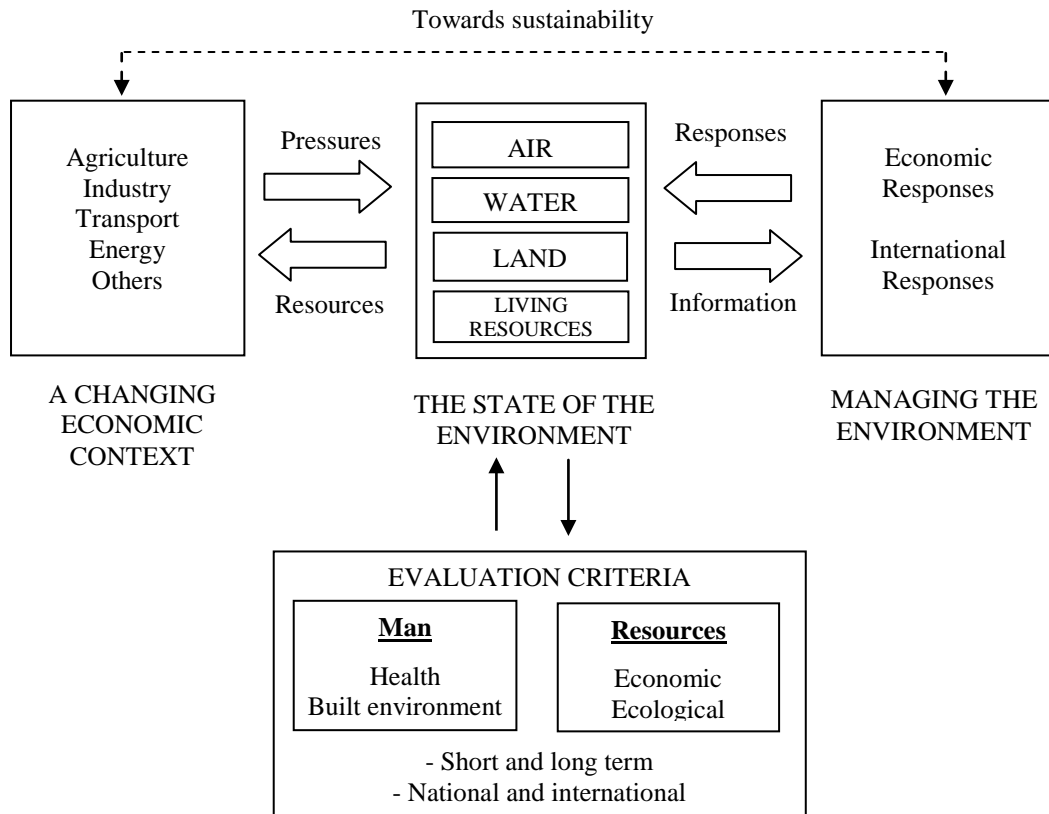 Towards sustainability
Agriculture
Industry
Transport
Energy
Others
Pressures
Resources
AIR
WATER
LAND
LIVING
RESOURCES
Responses
Information
Economic
Responses
International
Responses
A CHANGING
ECONOMIC
CONTEXT
THE STATE OF THE
ENVIRONMENT
MANAGING THE
ENVIRONMENT
EVALUATION CRITERIA
Man
Health
Built environment
Resources
Economic
Ecological
- Short and long term
- National and international